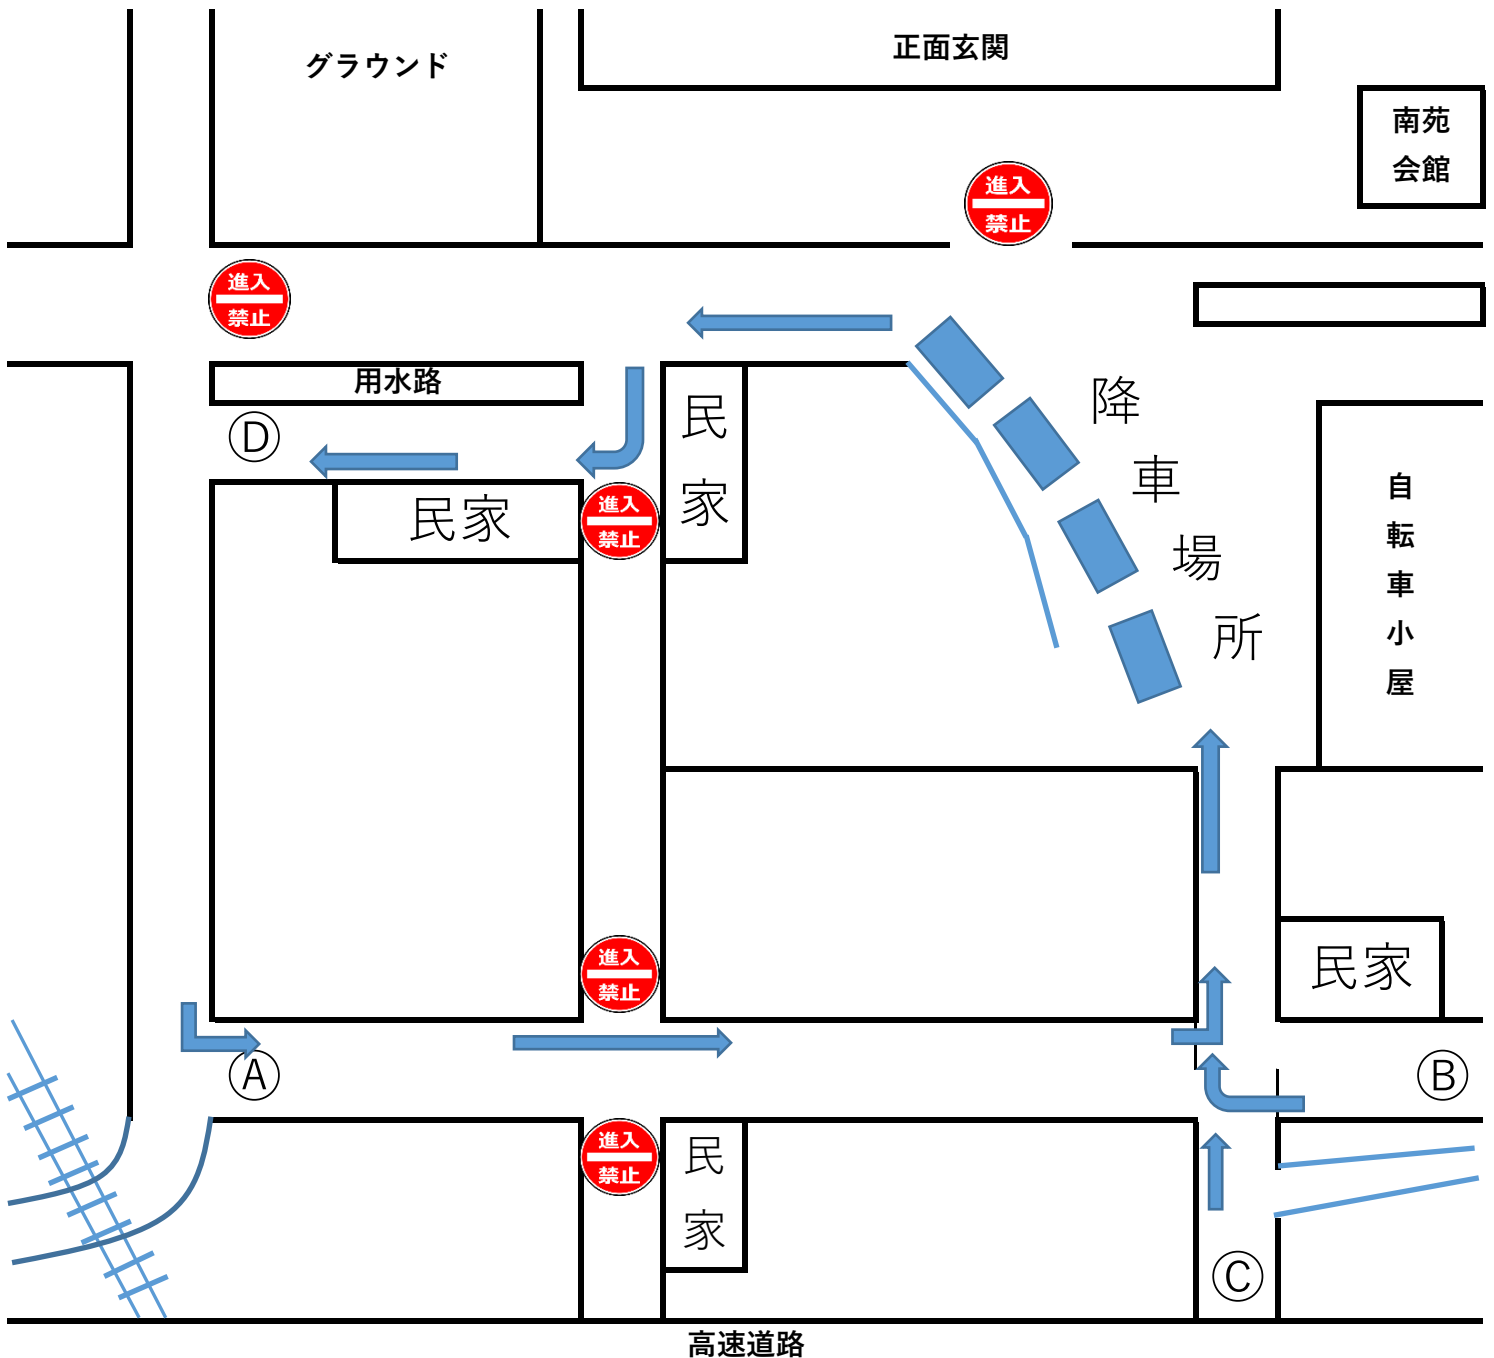 グラウンド
正面玄関
南苑
会館
進入
禁止
進入
禁止
用水路
Ⓓ
民家
民家
進入
禁止
降車場所
自転車小屋
民家
進入
禁止
Ⓐ
Ⓑ
進入
禁止
民家
Ⓒ
高速道路